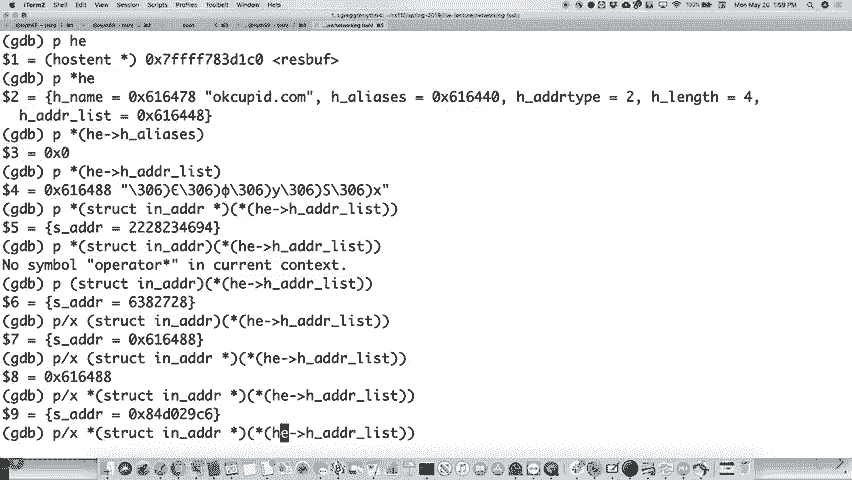 iTerm2 Shell Edit View Session Scripts Profiles Toolbelt Window Help
100%
Mon May 20 1:59 PM
(gdb) p he
$1 = (hostent *) 0x7ffff783d1c0 <resbuf>
(gdb) p *he
$2 = {h_name = 0x616478 "okcupid.com", h_aliases = 0x616440, h_addrtype = 2, h_length = 4,
h_addr_list = 0x616448}
(gdb) p *(he->h_aliases)
$3 = 0x0
(gdb) p *(he->h_addr_list)
$4 = 0x616488 "\306)Є\306)ф\306)y\306)S\306)x"
(gdb) p *(struct in_addr *)(*(he->h_addr_list))
$5 = {s_addr = 2228234694}
(gdb) p *(struct in_addr)(*(he->h_addr_list))
No symbol "operator*" in current context.
(gdb) p (struct in_addr)(*(he->h_addr_list))
$6 = {s_addr = 6382728}
(gdb) p/x (struct in_addr)(*(he->h_addr_list))
$7 = {s_addr = 0x616488}
(gdb) p/x (struct in_addr *)(*(he->h_addr_list))
$8 = 0x616488
(gdb) p/x *(struct in_addr *)(*(he->h_addr_list))
$9 = {s_addr = 0x84d029c6}
(gdb) p/x *(struct in_addr *)(*(he->h_addr_list))